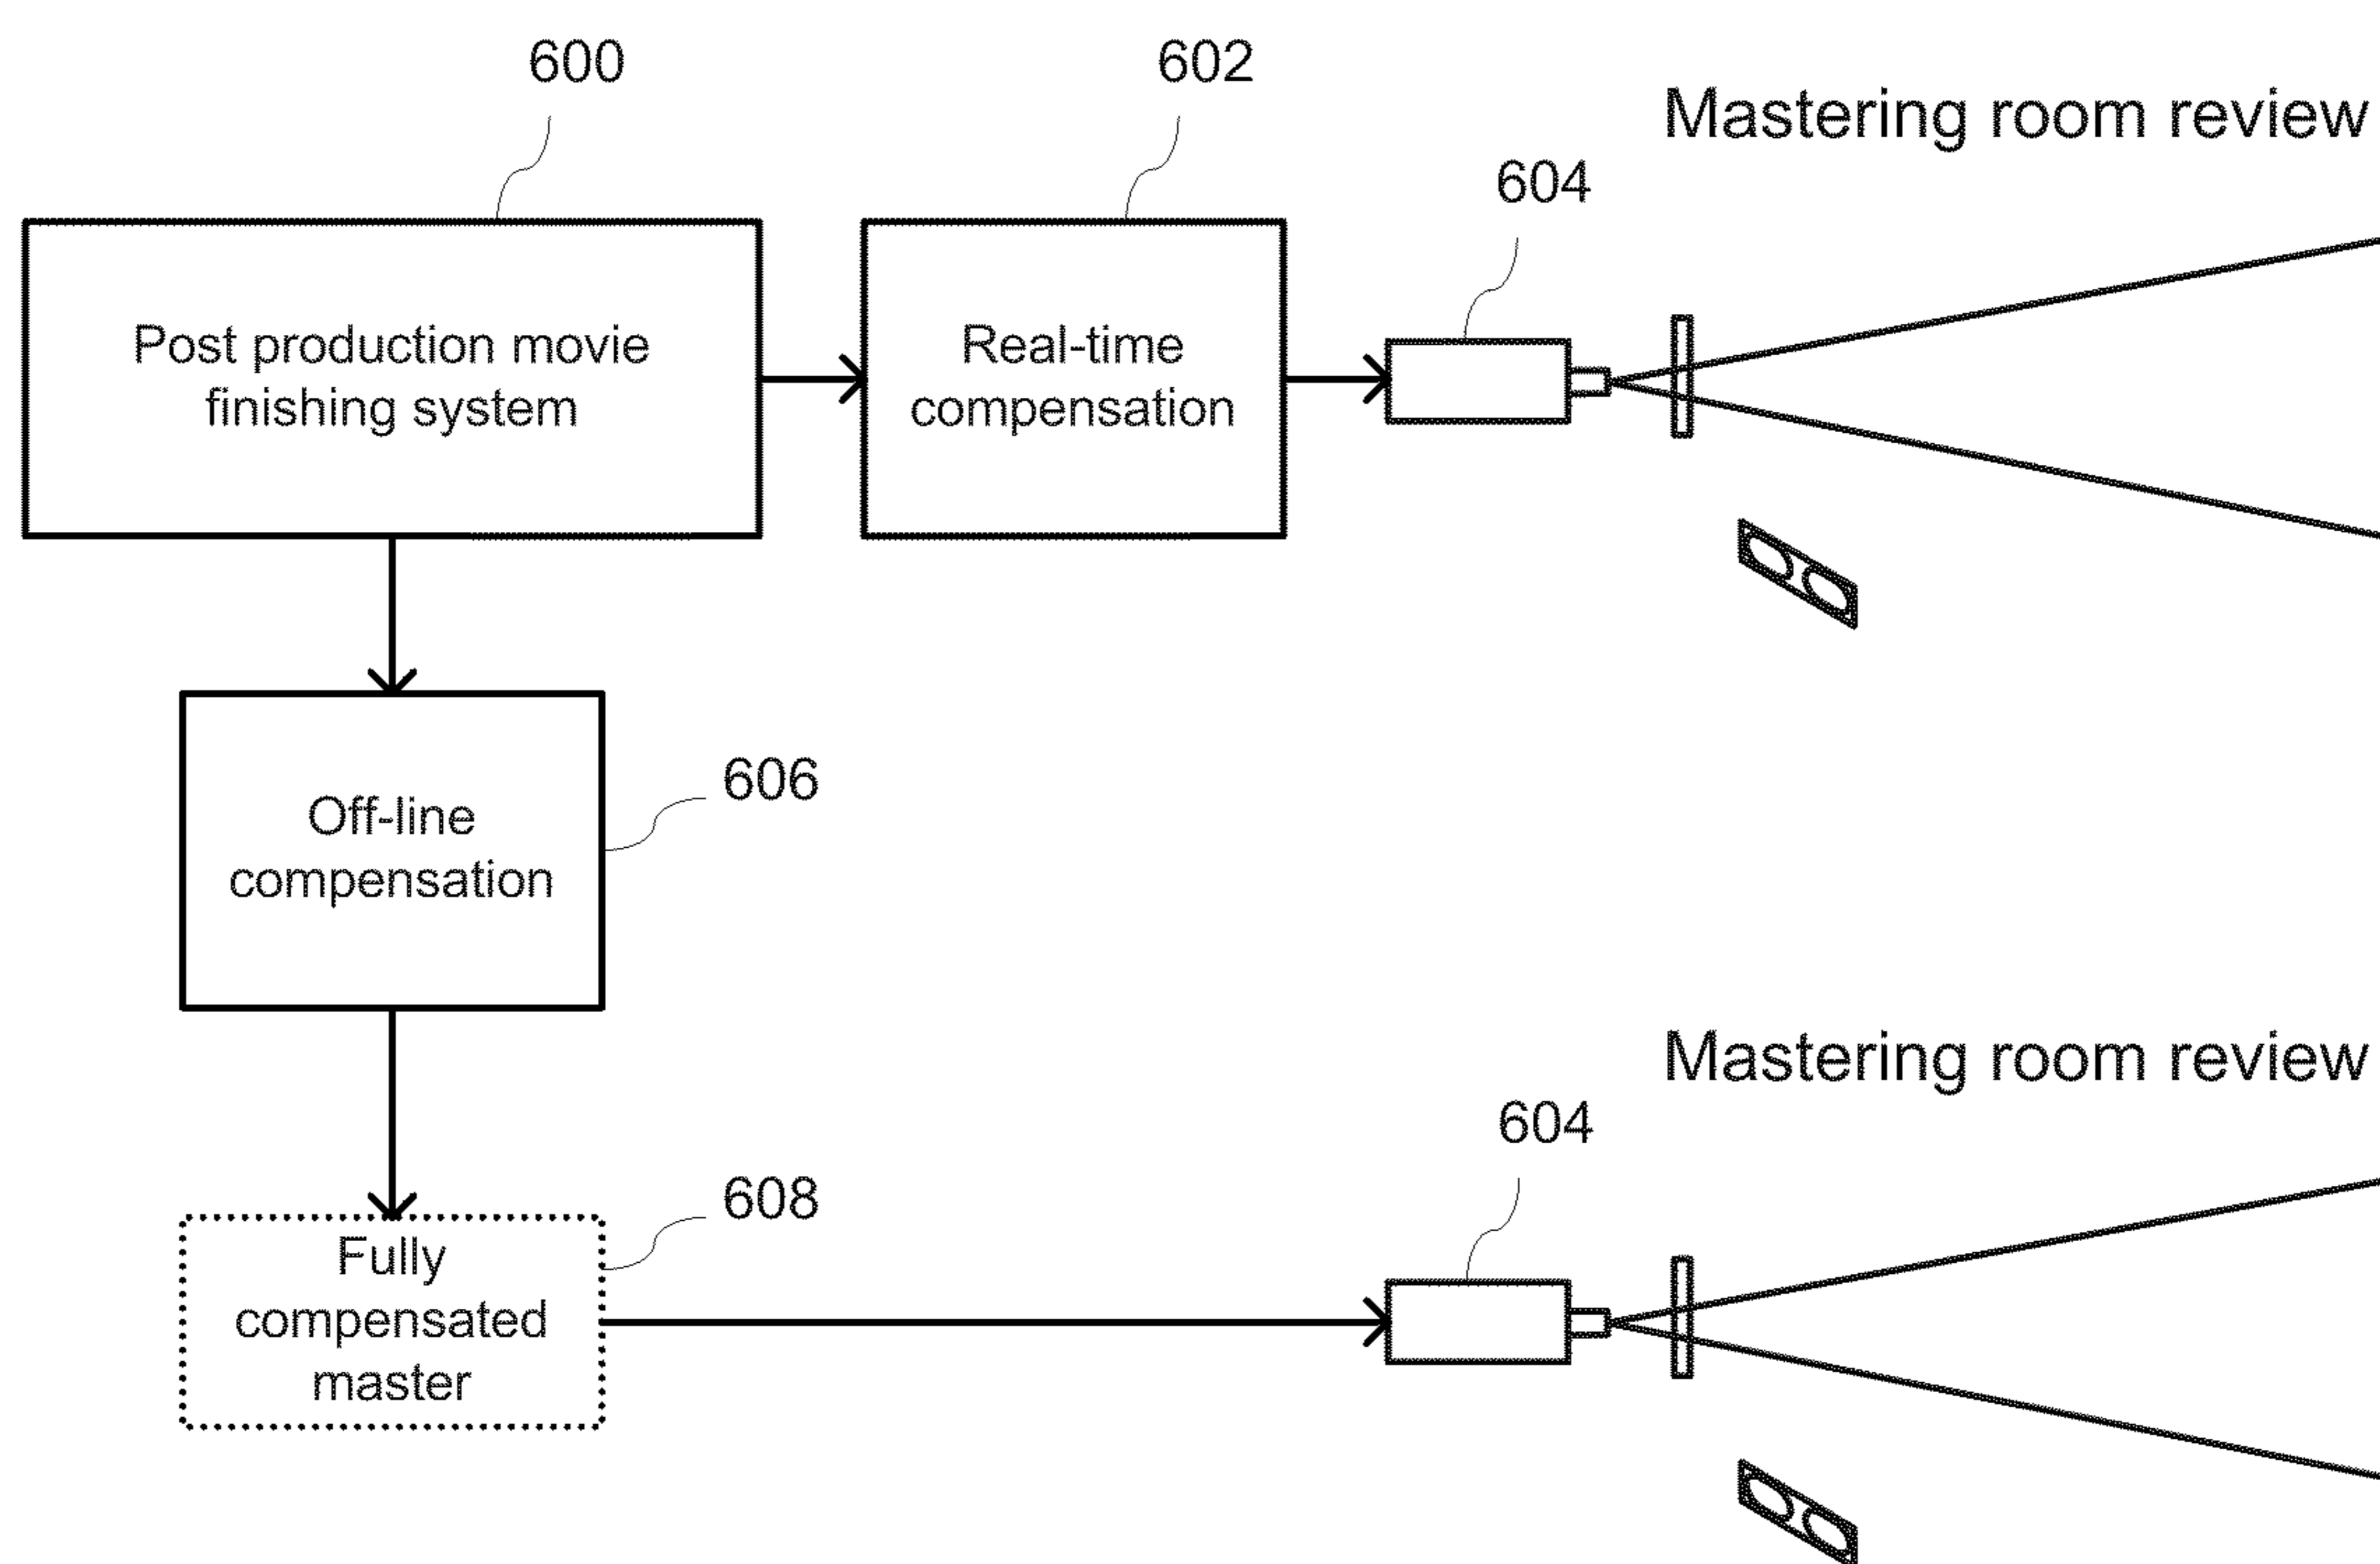 600
602
Mastering room review
604
Post production movie
finishing system
Real-time
compensation
Off-line
compensation
606
Mastering room review
604
Fully
compensated
master
608